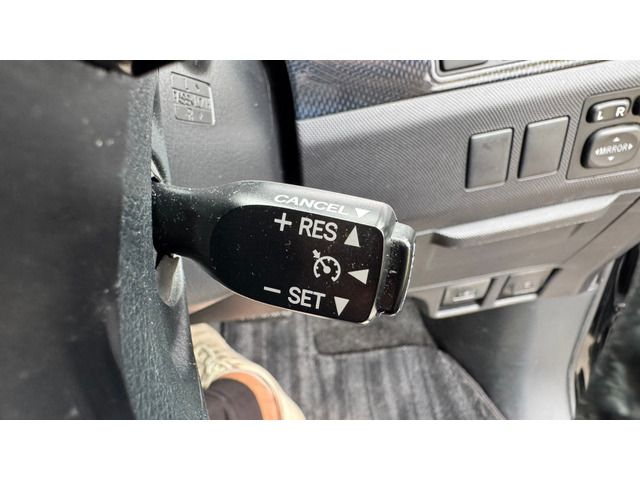 CANCEL ▼
+ RES ▲
◀
− SET ▼
L R
◀MIRROR▶